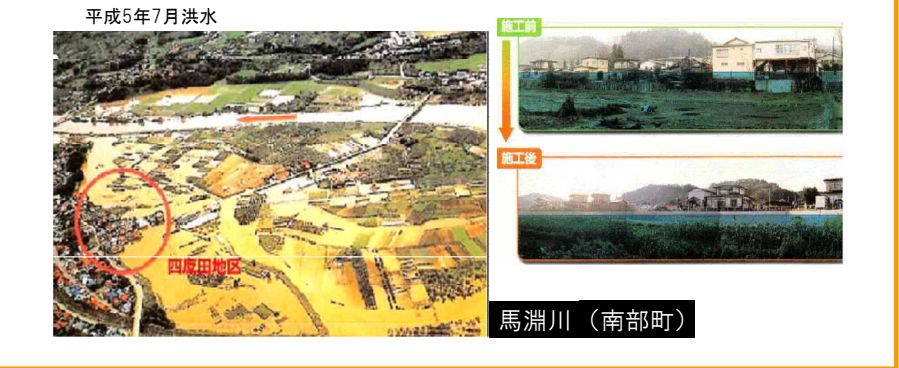 平成5年7月洪水
施工前
施工後
四反田地区
馬淵川（南部町）